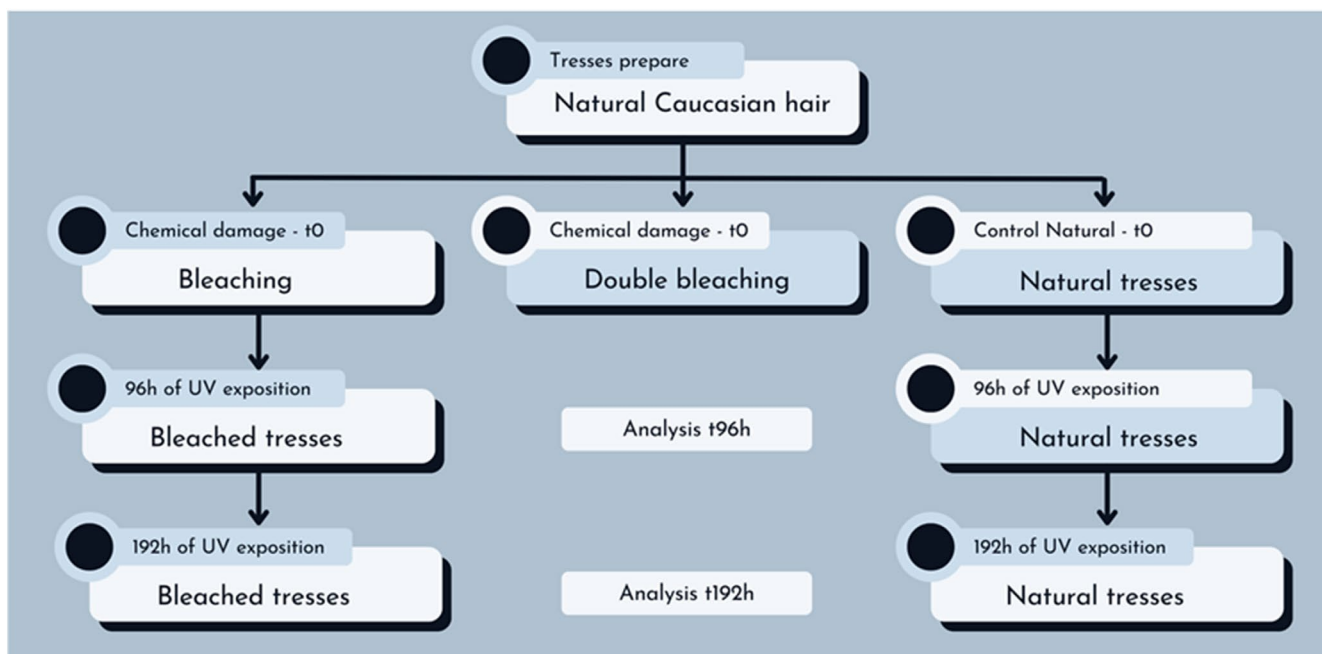 Tresses prepare
Natural Caucasian hair
Chemical damage - t0
Bleaching
Chemical damage - t0
Double bleaching
Control Natural - t0
Natural tresses
96h of UV exposition
Bleached tresses
Analysis t96h
96h of UV exposition
Natural tresses
192h of UV exposition
Bleached tresses
Analysis t192h
192h of UV exposition
Natural tresses